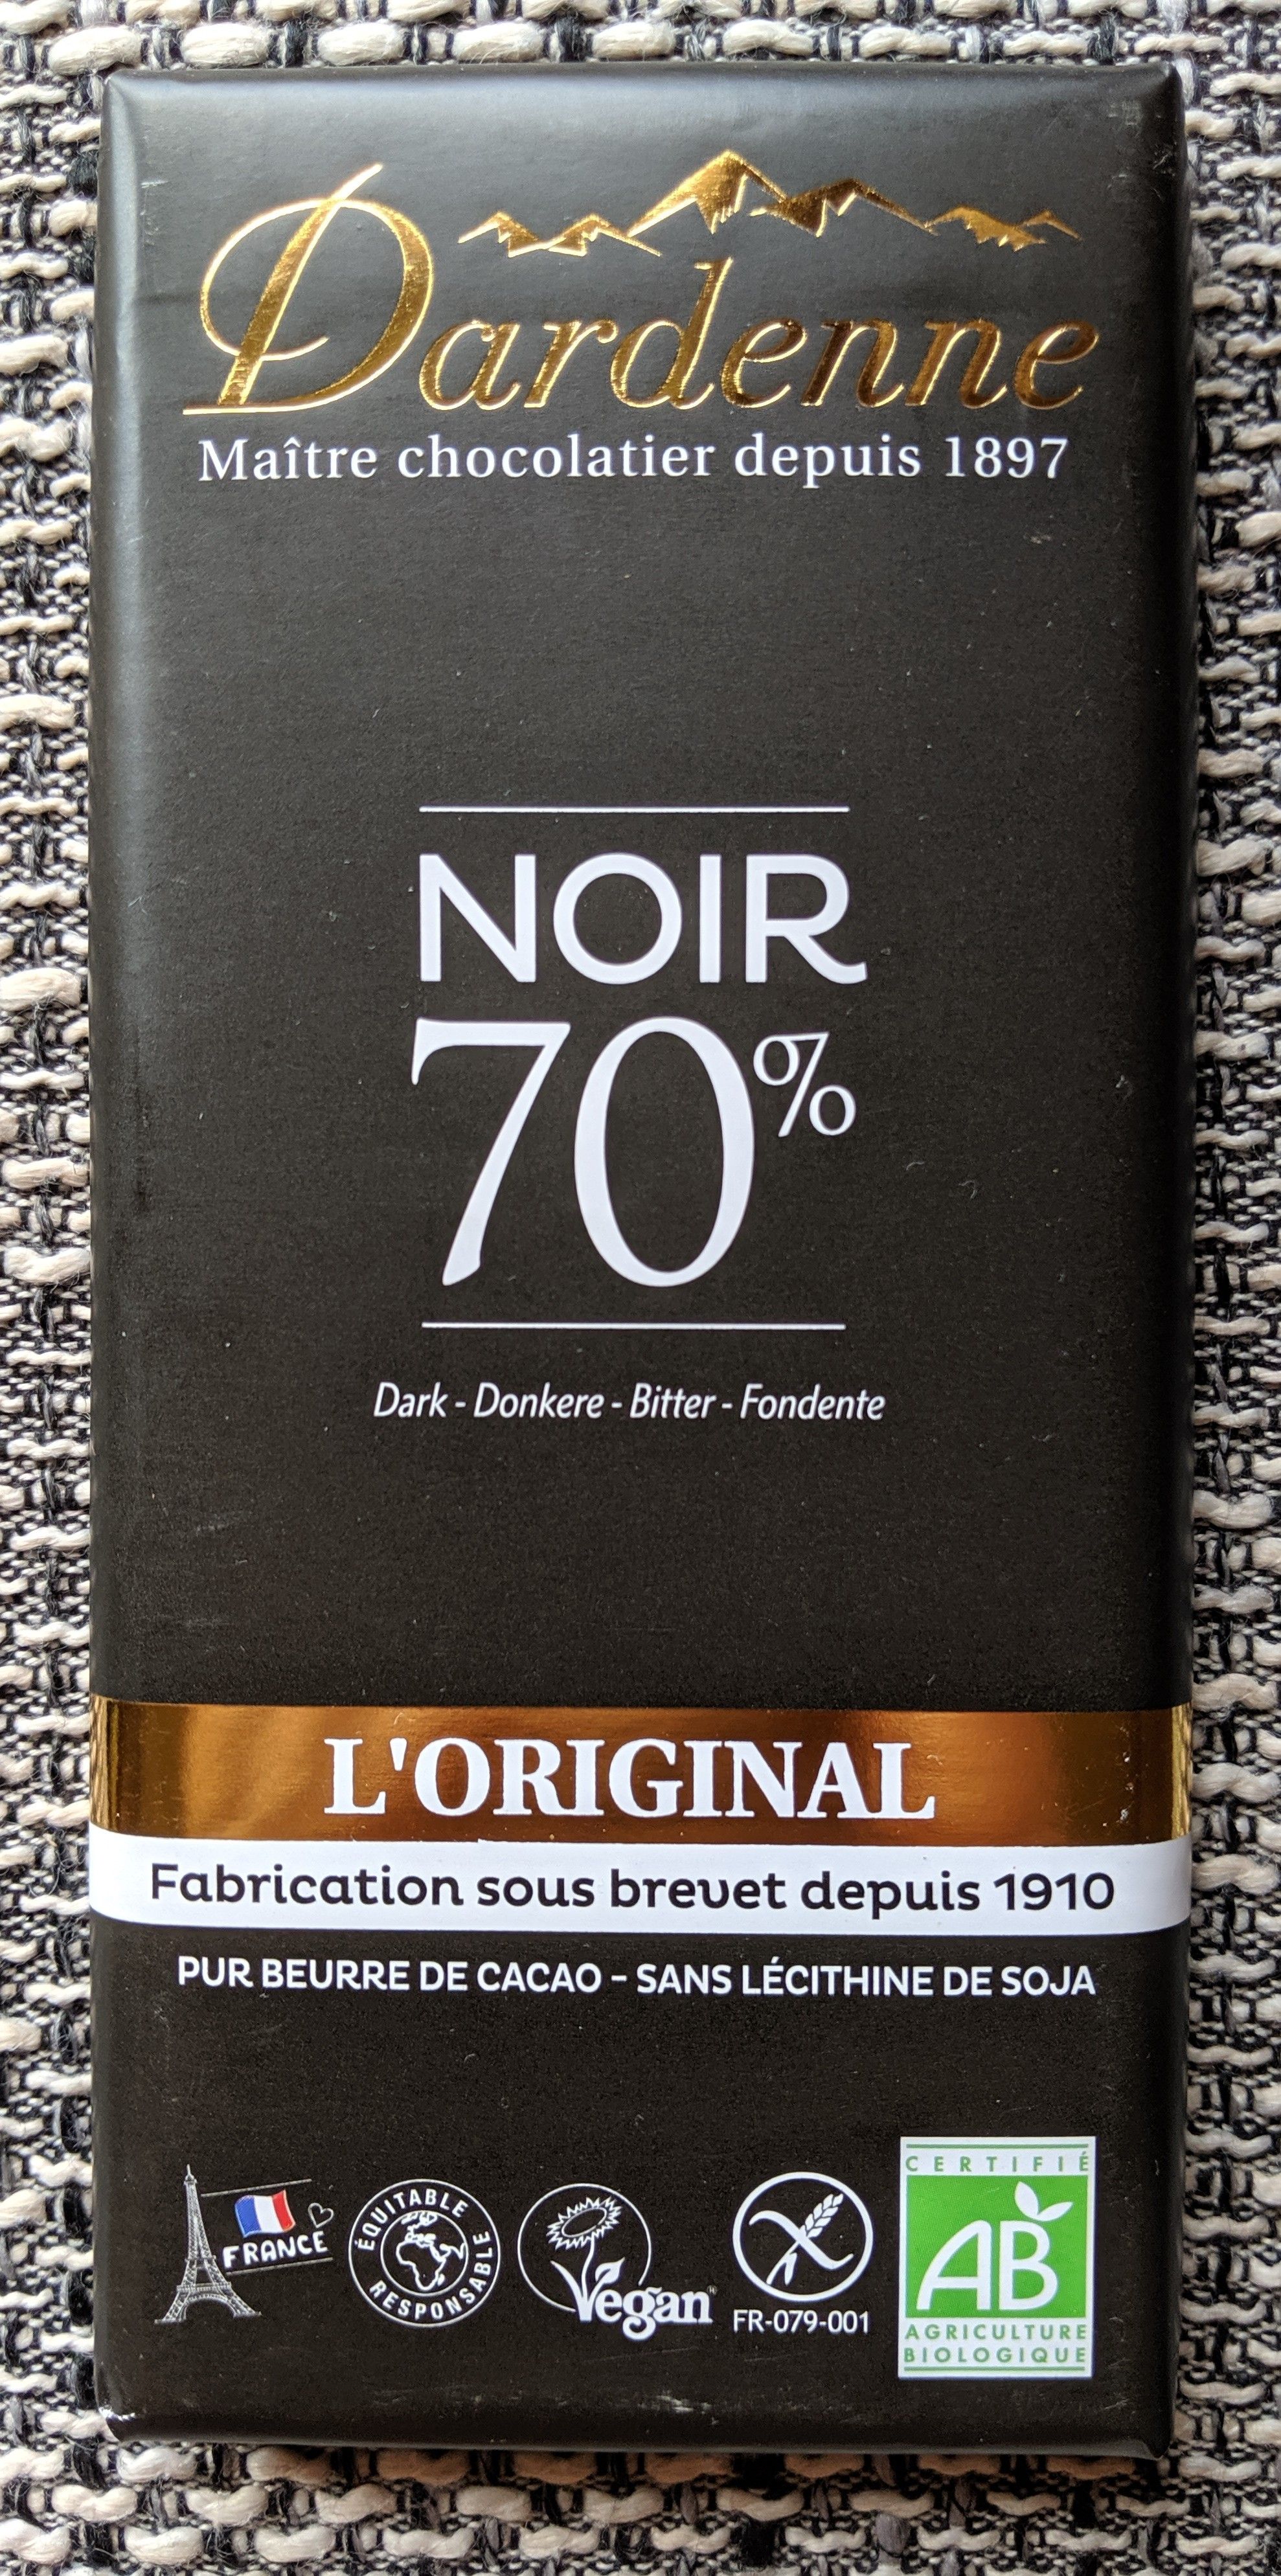 Dardenne
Maître chocolatier depuis 1897
NOIR
70%
Dark - Donkere - Bitter - Fondente
L'ORIGINAL
Fabrication sous brevet depuis 1910
PUR BEURRE DE CACAO - SANS LÉCITHINE DE SOJA
FRANCE
ÉQUITABLE
RESPONSABLE
Vegan
FR-079-001
CERTIFIÉ
AB
AGRICULTURE
BIOLOGIQUE